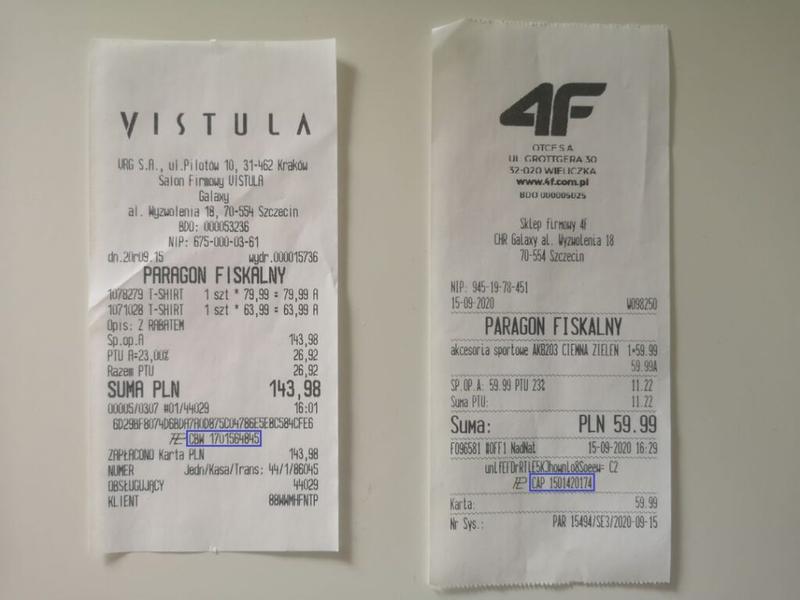 VISTULA
VRG S.A., ul.Pilotów 10, 31-462 Kraków
Salon Firmowy VISTULA
Galaxy
al. Wyzwolenia 18, 70-554 Szczecin
BDO: 000053236
NIP: 675-000-03-61
dn.20r09.15 wydr.000015736
PARAGON FISKALNY
1078279 T-SHIRT 1 szt * 79,99 = 79,99 A
1071028 T-SHIRT 1 szt * 63,99 = 63,99 A
Opis: Z RABATEM
Sp.op.A 143,98
PTU A=23,00% 26,92
Razem PTU 26,92
SUMA PLN 143,98
00005/0307 #01/44029 16:01
CBW 1701564845
ZAPŁACONO Karta PLN 143,98
NUMER Jedn/Kasa/Trans: 44/1/86045
OBSŁUGUJĄCY 44029
KLIENT 88WWMHFNTP
4F
OTCF S.A.
UL. GROTTGERA 30
32-020 WIELICZKA
www.4f.com.pl
BDO 000005025
Sklep firmowy 4F
CHR Galaxy al. Wyzwolenia 18
70-554 Szczecin
NIP: 945-19-78-451
15-09-2020 W098250
PARAGON FISKALNY
akcesoria sportowe AKB203 CIEMNA ZIELEN 1*59.99
59.99A
SP.OP.A: 59.99 PTU 23% 11.22
Suma PTU: 11.22
Suma: PLN 59.99
F096581 #OFF1 NadNat 15-09-2020 16:29
CAP 1501420174
Karta: 59.99
Nr Sys.: PAR 15494/SE3/2020-09-15